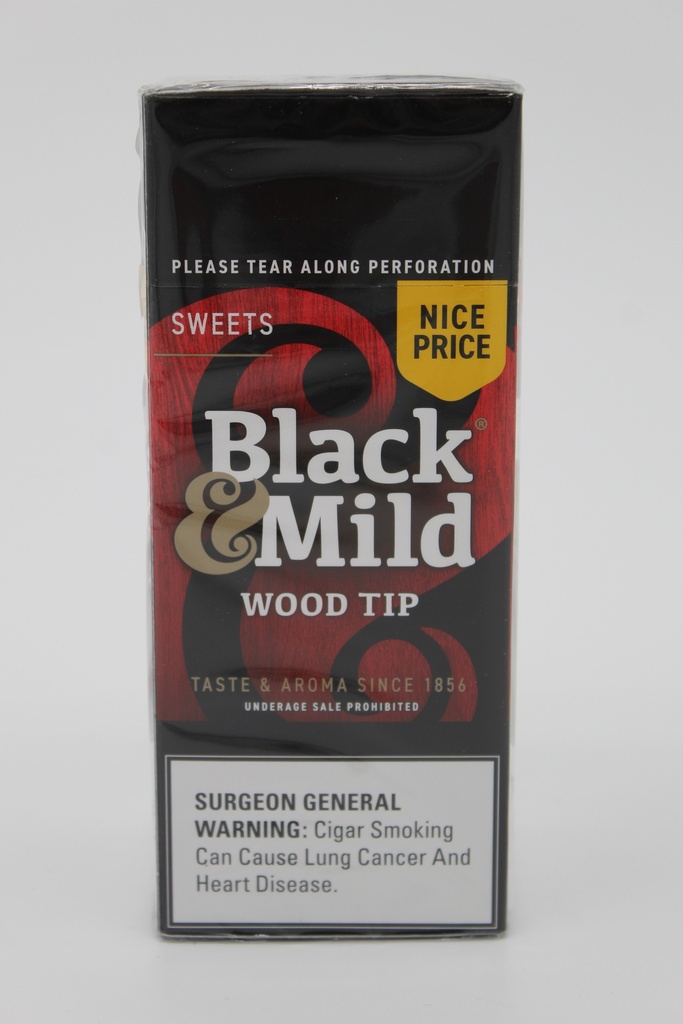 PLEASE TEAR ALONG PERFORATION
SWEETS
NICE
PRICE
Black®
& Mild
WOOD TIP
TASTE & AROMA SINCE 1856
UNDERAGE SALE PROHIBITED
SURGEON GENERAL
WARNING: Cigar Smoking
Can Cause Lung Cancer And
Heart Disease.